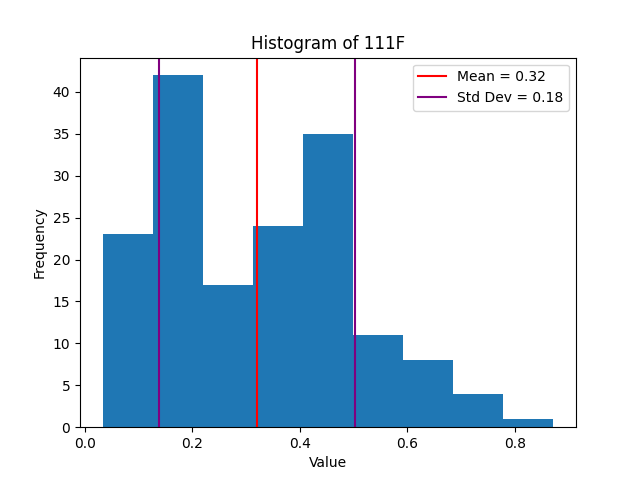 Histogram of 111F
Mean = 0.32
Std Dev = 0.18
Frequency
40
35
30
25
20
15
10
5
0
0.0 0.2 0.4 0.6 0.8
Value